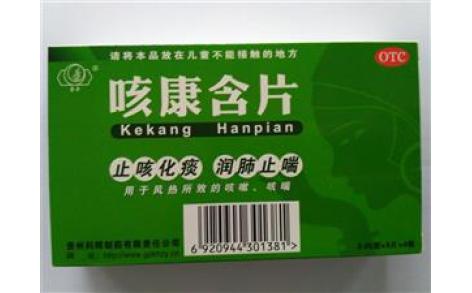 请将本品放在儿童不能接触的地方
OTC
咳康含片
Kekang Hanpian
止咳化痰 润肺止喘
用于风热所致的咳嗽、咳喘
6 920944 301381 >